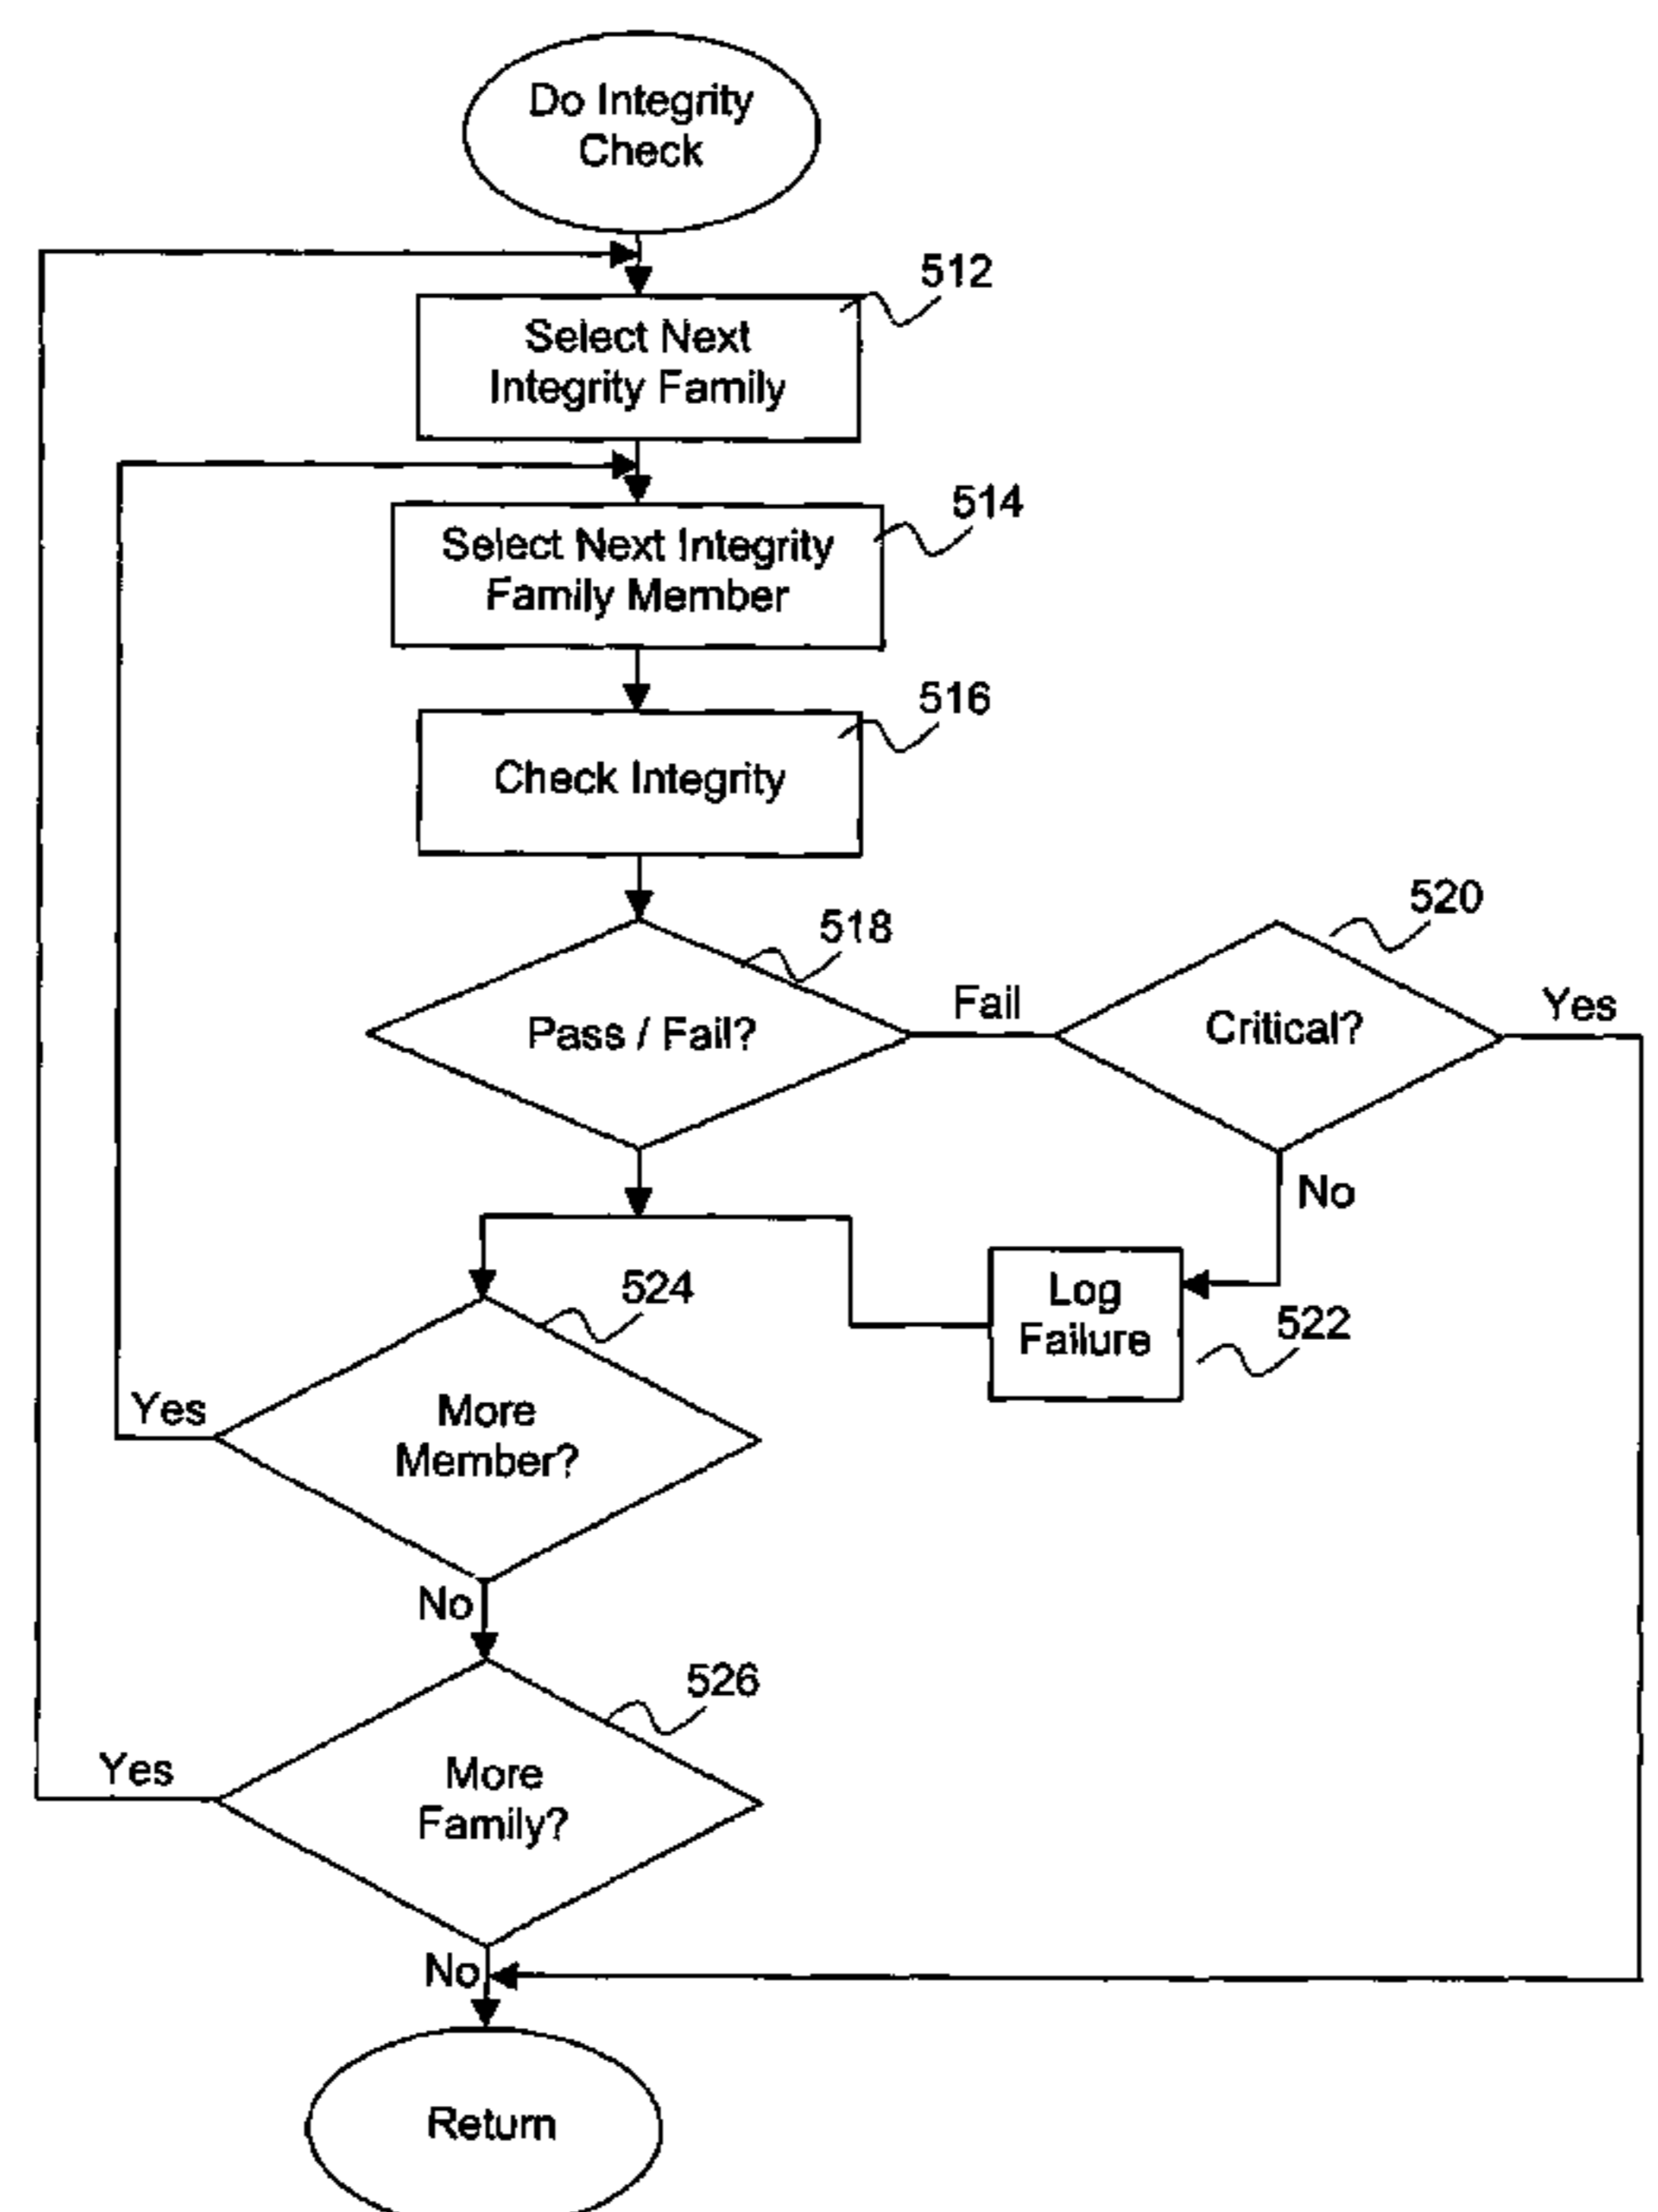 Do Integrity
Check
512
Select Next
Integrity Family
514
Select Next Integrity
Family Member
516
Check Integrity
518
Pass / Fail?
Fail
520
Critical?
Yes
No
Log
Failure
522
524
More
Member?
Yes
No
526
More
Family?
Yes
No
Return